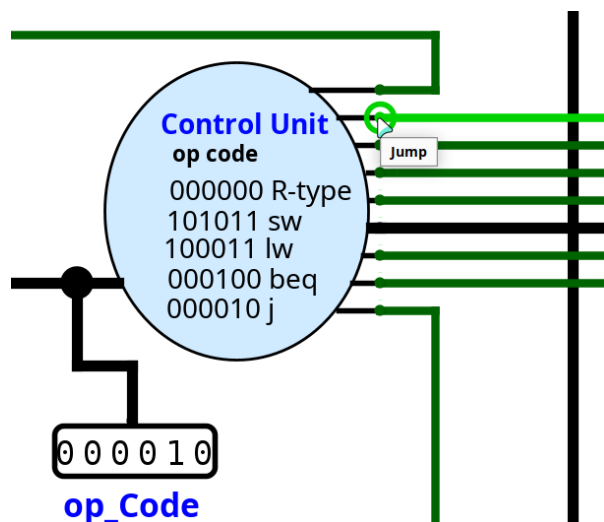 Control Unit
op code
Jump
000000 R-type
101011 sw
100011 lw
000100 beq
000010 j
000010
op_Code